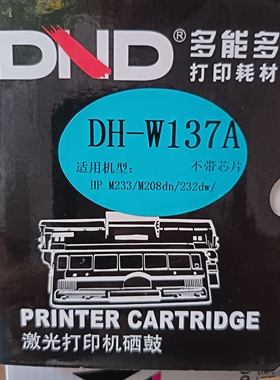 DND®
多能多
打印耗材
DH-W137A
适用机型: 不带芯片
HP M233/M208dn/232dw/
PRINTER CARTRIDGE
激光打印机硒鼓